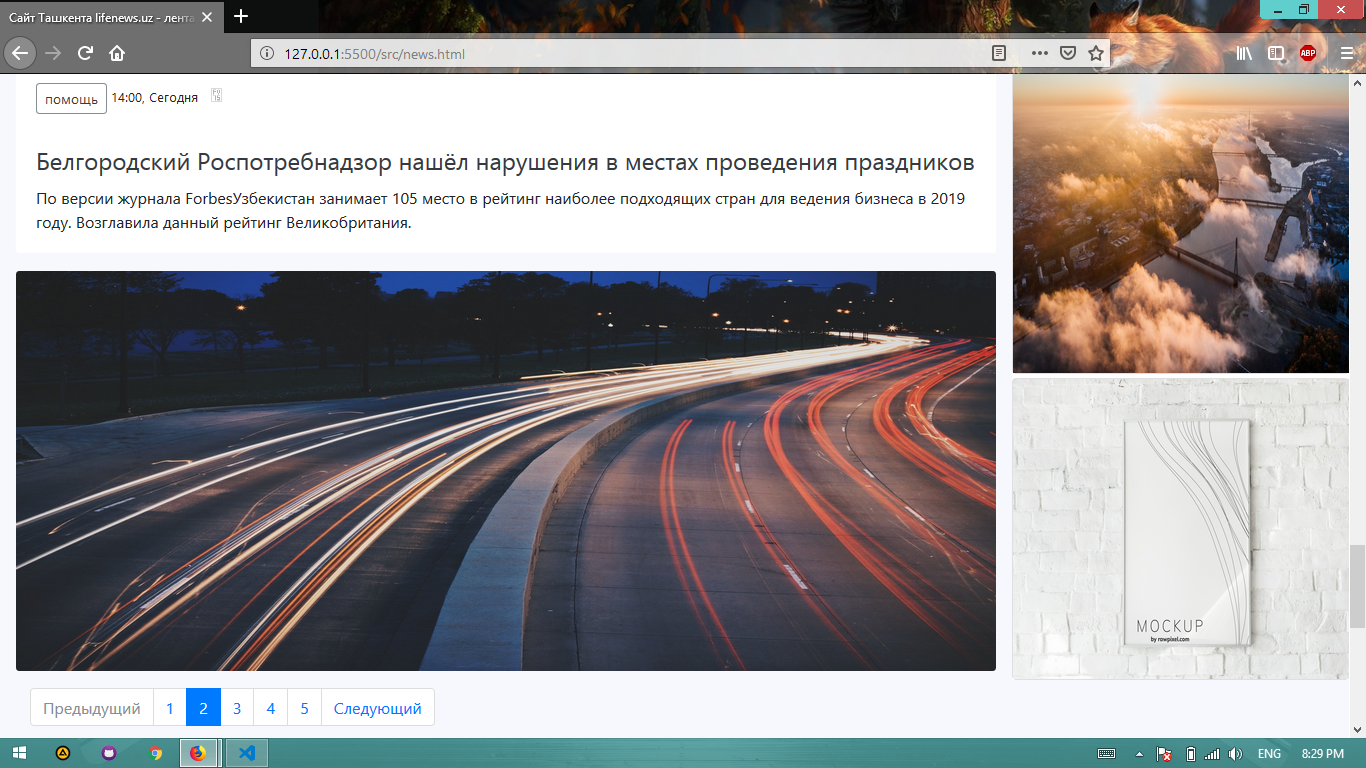 Сайт Ташкента lifenews.uz - лента
127.0.0.1:5500/src/news.html
ABP
помощь 14:00, Сегодня
Белгородский Роспотребнадзор нашёл нарушения в местах проведения праздников
По версии журнала ForbesУзбекистан занимает 105 место в рейтинг наиболее подходящих стран для ведения бизнеса в 2019
году. Возглавила данный рейтинг Великобритания.
MOCKUP
by rawpixel.com
Предыдущий 1 2 3 4 5 Следующий
ENG 8:29 PM